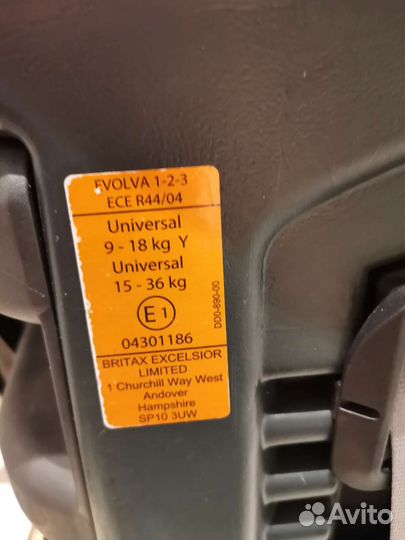 EVOLVA 1-2-3
ECE R44/04
Universal
9 - 18 kg Y
Universal
15 - 36 kg
E1
04301186
BRITAX EXCELSIOR
LIMITED
1 Churchill Way West
Andover
Hampshire
SP10 3UW
DD0-890-00
Avito